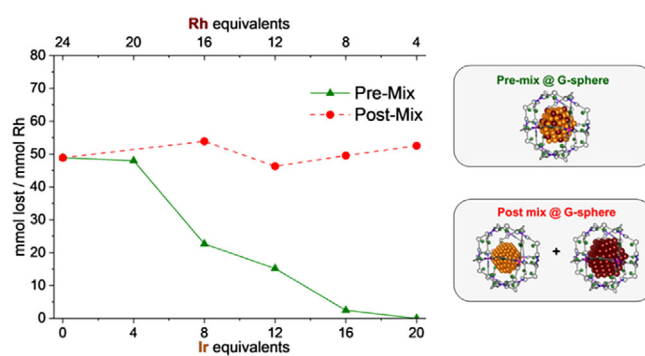 Rh equivalents
24 20 16 12 8 4
80
70
60
50
40
30
20
10
0
mmol lost / mmol Rh
Pre-Mix
Post-Mix
0 4 8 12 16 20
Ir equivalents
Pre-mix @ G-sphere
Post mix @ G-sphere
+